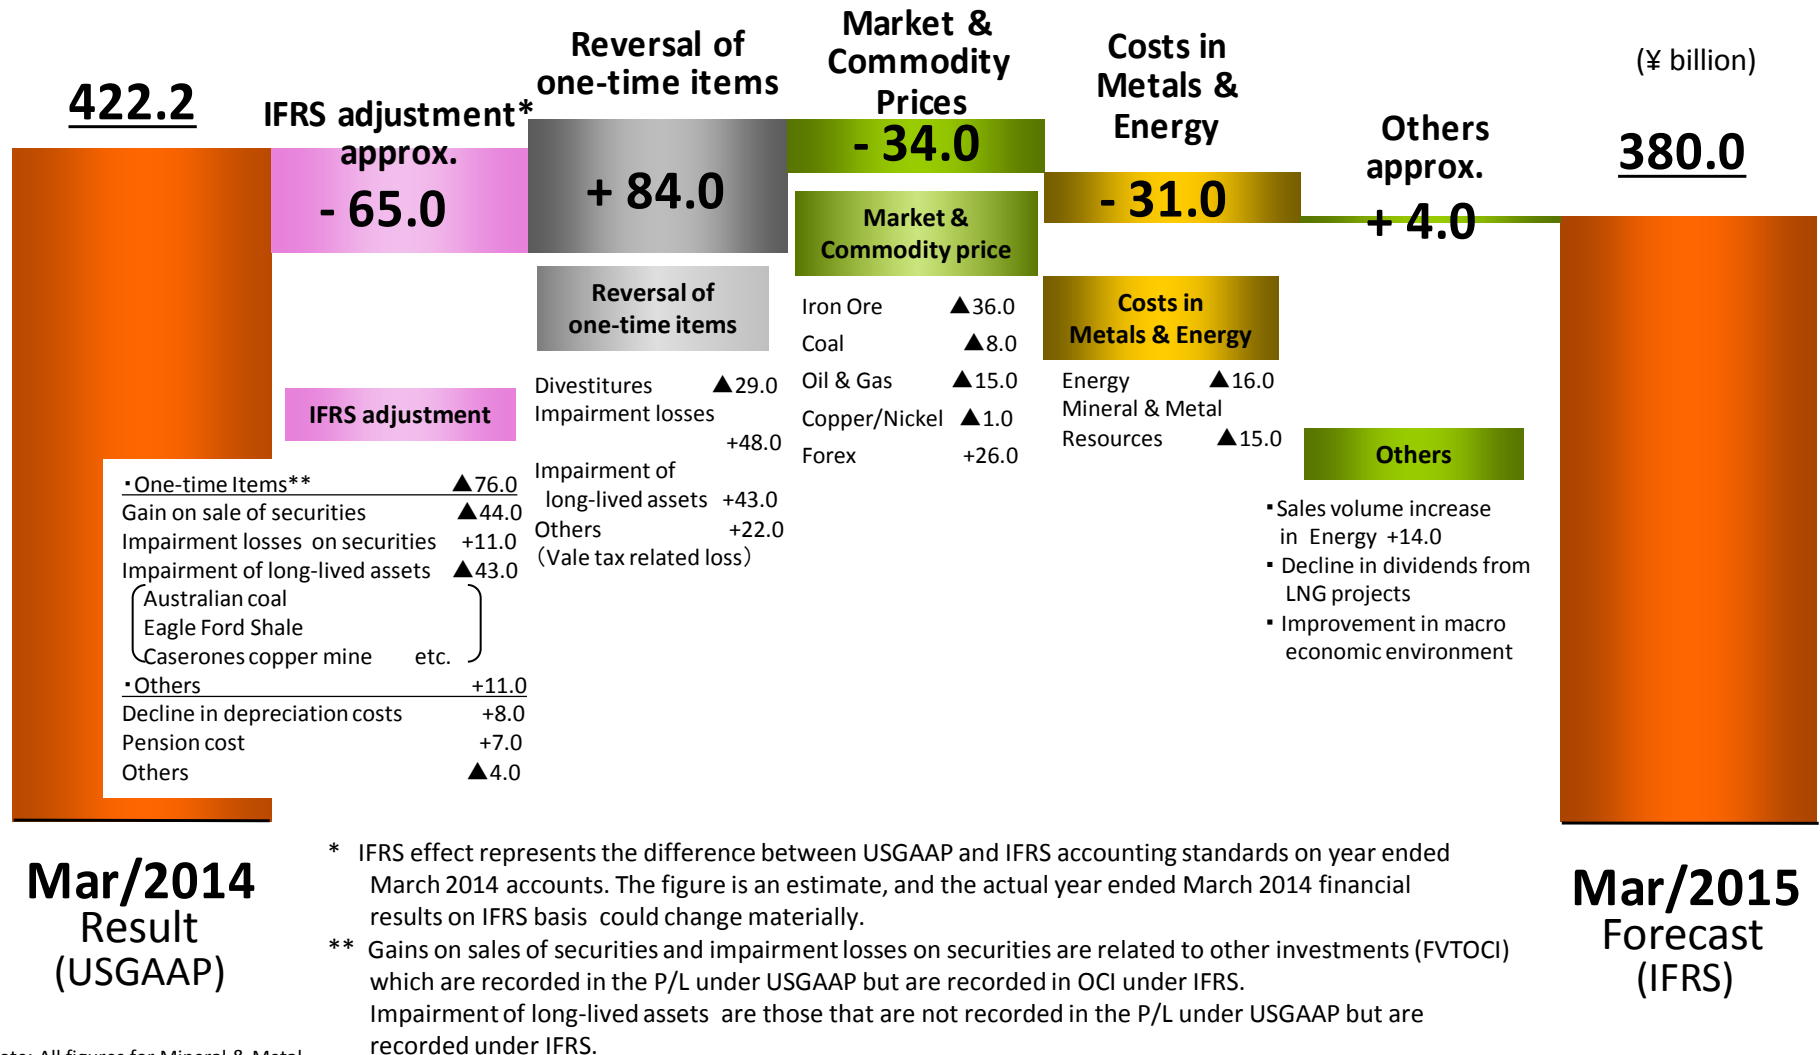 (¥ billion)
422.2
IFRS adjustment*
approx.
- 65.0
Reversal of
one-time items
+ 84.0
Market &
Commodity
Prices
- 34.0
Costs in
Metals &
Energy
- 31.0
Others
approx.
+ 4.0
380.0
IFRS adjustment
・One-time Items** ▲76.0
Gain on sale of securities ▲44.0
Impairment losses on securities +11.0
Impairment of long-lived assets ▲43.0
Australian coal
Eagle Ford Shale
Caserones copper mine etc.
・Others +11.0
Decline in depreciation costs +8.0
Pension cost +7.0
Others ▲4.0
Reversal of
one-time items
Divestitures ▲29.0
Impairment losses
+48.0
Impairment of
long-lived assets +43.0
Others +22.0
（Vale tax related loss）
Market &
Commodity price
Iron Ore ▲36.0
Coal ▲8.0
Oil & Gas ▲15.0
Copper/Nickel ▲1.0
Forex +26.0
Costs in
Metals & Energy
Energy ▲16.0
Mineral & Metal
Resources ▲15.0
Others
・Sales volume increase
in Energy +14.0
・Decline in dividends from
LNG projects
・Improvement in macro
economic environment
Mar/2014
Result
(USGAAP)
Mar/2015
Forecast
(IFRS)
* IFRS effect represents the difference between USGAAP and IFRS accounting standards on year ended
March 2014 accounts. The figure is an estimate, and the actual year ended March 2014 financial
results on IFRS basis could change materially.
** Gains on sales of securities and impairment losses on securities are related to other investments (FVTOCI)
which are recorded in the P/L under USGAAP but are recorded in OCI under IFRS.
Impairment of long-lived assets are those that are not recorded in the P/L under USGAAP but are
recorded under IFRS.
All figures for Mineral & Metal